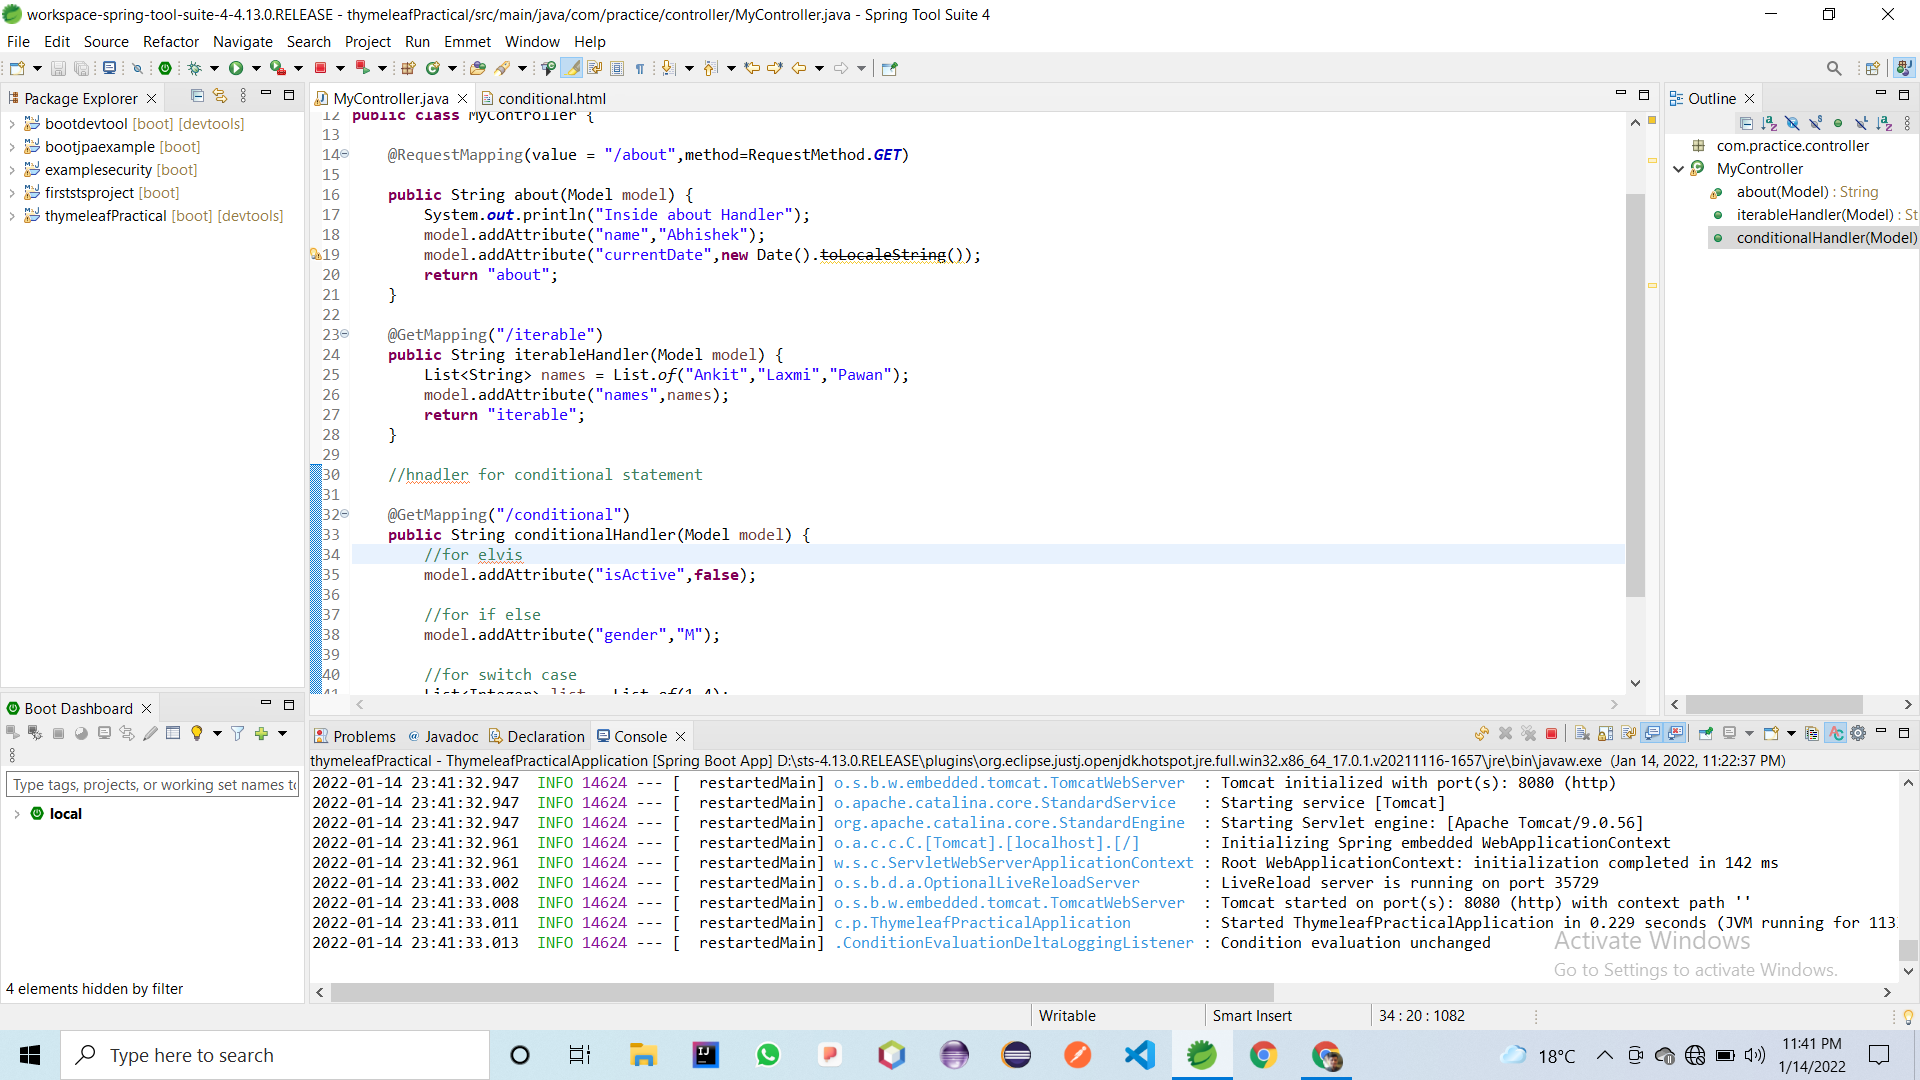 workspace-spring-tool-suite-4-4.13.0.RELEASE - thymeleafPractical/src/main/java/com/practice/controller/MyController.java - Spring Tool Suite 4
File Edit Source Refactor Navigate Search Project Run Emmet Window Help
Package Explorer
bootdevtool [boot] [devtools]
bootjpaexample [boot]
examplesecurity [boot]
firststsproject [boot]
thymeleafPractical [boot] [devtools]
MyController.java
conditional.html
12 public class MyController {
13
14 @RequestMapping(value = "/about",method=RequestMethod.GET)
15
16 public String about(Model model) {
17 System.out.println("Inside about Handler");
18 model.addAttribute("name","Abhishek");
19 model.addAttribute("currentDate",new Date().toLocaleString());
20 return "about";
21 }
22
23 @GetMapping("/iterable")
24 public String iterableHandler(Model model) {
25 List<String> names = List.of("Ankit","Laxmi","Pawan");
26 model.addAttribute("names",names);
27 return "iterable";
28 }
29
30 //hnadler for conditional statement
31
32 @GetMapping("/conditional")
33 public String conditionalHandler(Model model) {
34 //for elvis
35 model.addAttribute("isActive",false);
36
37 //for if else
38 model.addAttribute("gender","M");
39
40 //for switch case
41 List<Integer> list = List.of(1,4);
Outline
com.practice.controller
MyController
about(Model) : String
iterableHandler(Model) : St
conditionalHandler(Model)
Boot Dashboard
Type tags, projects, or working set names to
local
4 elements hidden by filter
Problems
Javadoc
Declaration
Console
thymeleafPractical - ThymeleafPracticalApplication [Spring Boot App] D:\sts-4.13.0.RELEASE\plugins\org.eclipse.justj.openjdk.hotspot.jre.full.win32.x86_64_17.0.1.v20211116-1657\jre\bin\javaw.exe (Jan 14, 2022, 11:22:37 PM)
2022-01-14 23:41:32.947 INFO 14624 --- [ restartedMain] o.s.b.w.embedded.tomcat.TomcatWebServer : Tomcat initialized with port(s): 8080 (http)
2022-01-14 23:41:32.947 INFO 14624 --- [ restartedMain] o.apache.catalina.core.StandardService : Starting service [Tomcat]
2022-01-14 23:41:32.947 INFO 14624 --- [ restartedMain] org.apache.catalina.core.StandardEngine : Starting Servlet engine: [Apache Tomcat/9.0.56]
2022-01-14 23:41:32.961 INFO 14624 --- [ restartedMain] o.a.c.c.C.[Tomcat].[localhost].[/] : Initializing Spring embedded WebApplicationContext
2022-01-14 23:41:32.961 INFO 14624 --- [ restartedMain] w.s.c.ServletWebServerApplicationContext : Root WebApplicationContext: initialization completed in 142 ms
2022-01-14 23:41:33.002 INFO 14624 --- [ restartedMain] o.s.b.d.a.OptionalLiveReloadServer : LiveReload server is running on port 35729
2022-01-14 23:41:33.008 INFO 14624 --- [ restartedMain] o.s.b.w.embedded.tomcat.TomcatWebServer : Tomcat started on port(s): 8080 (http) with context path ''
2022-01-14 23:41:33.011 INFO 14624 --- [ restartedMain] c.p.ThymeleafPracticalApplication : Started ThymeleafPracticalApplication in 0.229 seconds (JVM running for 113
2022-01-14 23:41:33.013 INFO 14624 --- [ restartedMain] .ConditionEvaluationDeltaLoggingListener : Condition evaluation unchanged
Activate Windows
Go to Settings to activate Windows.
Writable
Smart Insert
34 : 20 : 1082
Type here to search
18°C
11:41 PM
1/14/2022